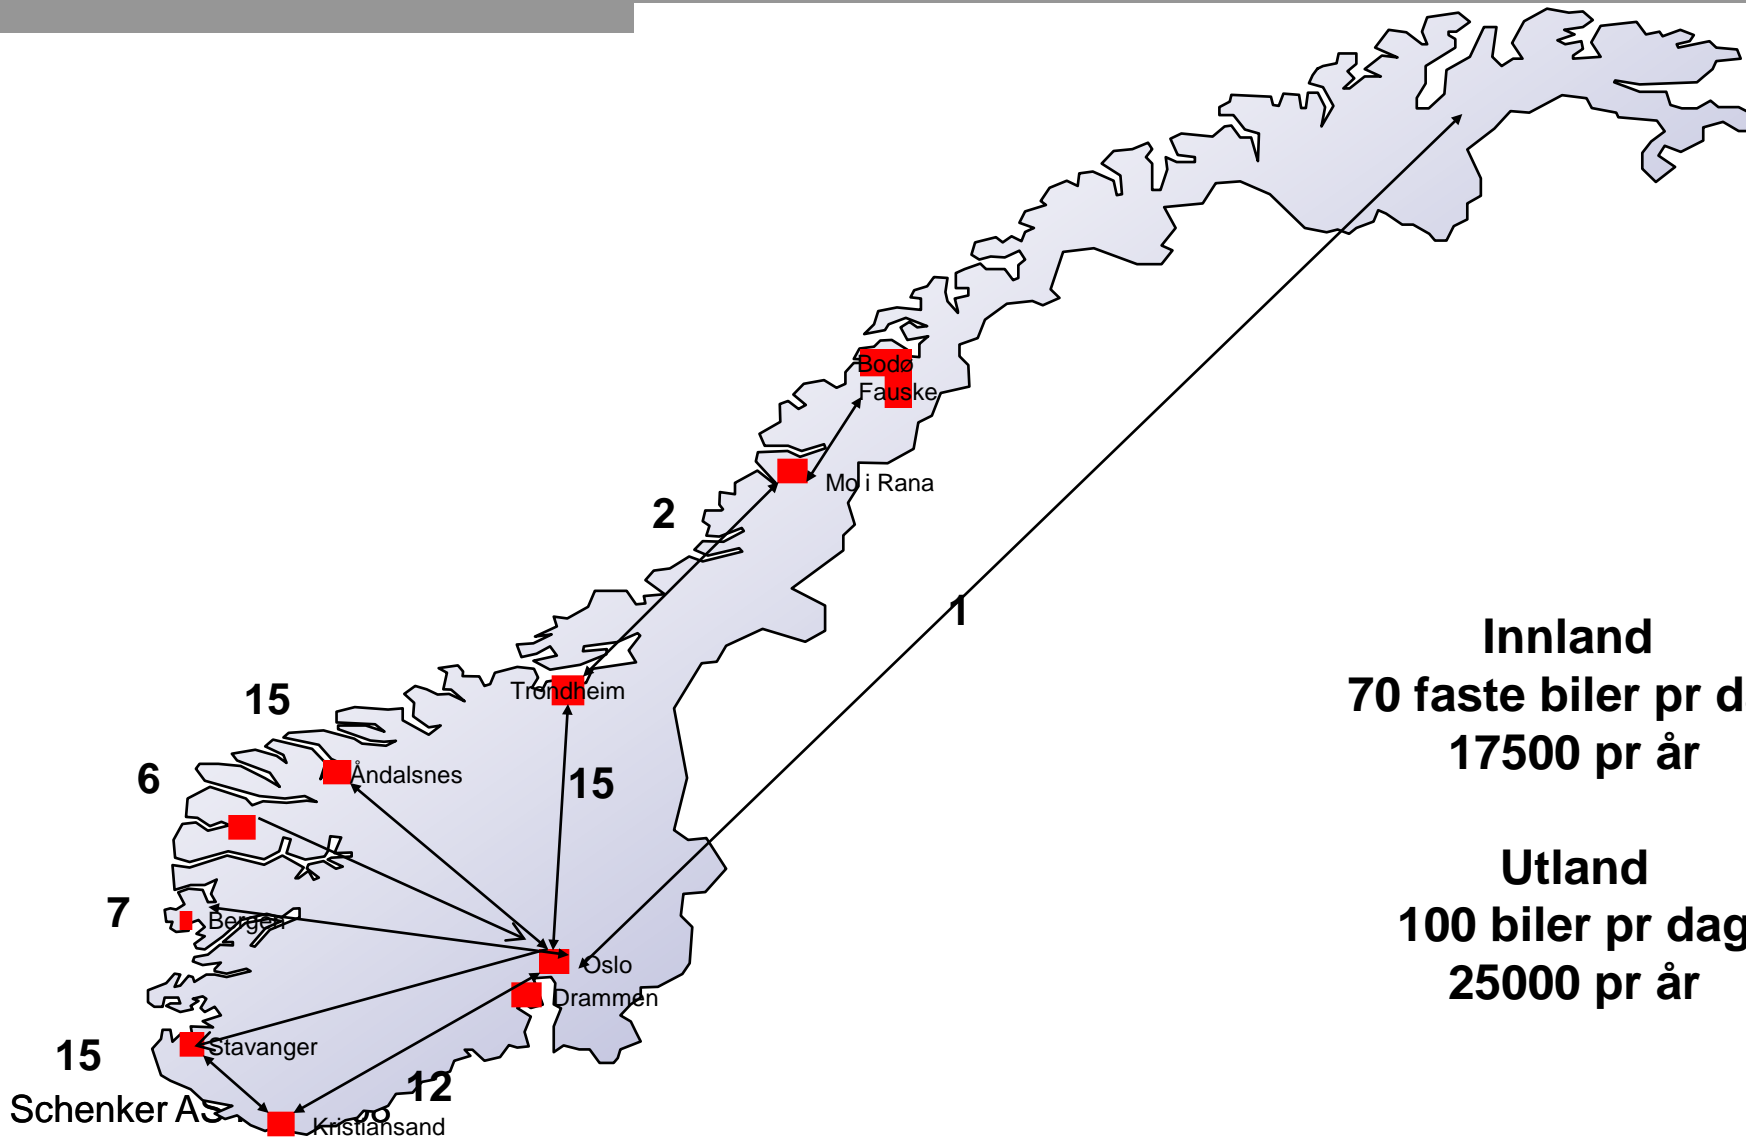 Bodø
Fauske
Mo i Rana
2
1
Innland
70 faste biler pr d
17500 pr år
Trondheim
15
Åndalsnes
15
6
Utland
100 biler pr dag
25000 pr år
7
Bergen
Oslo
Drammen
Stavanger
15
12
Schenker AS
Kristiansand